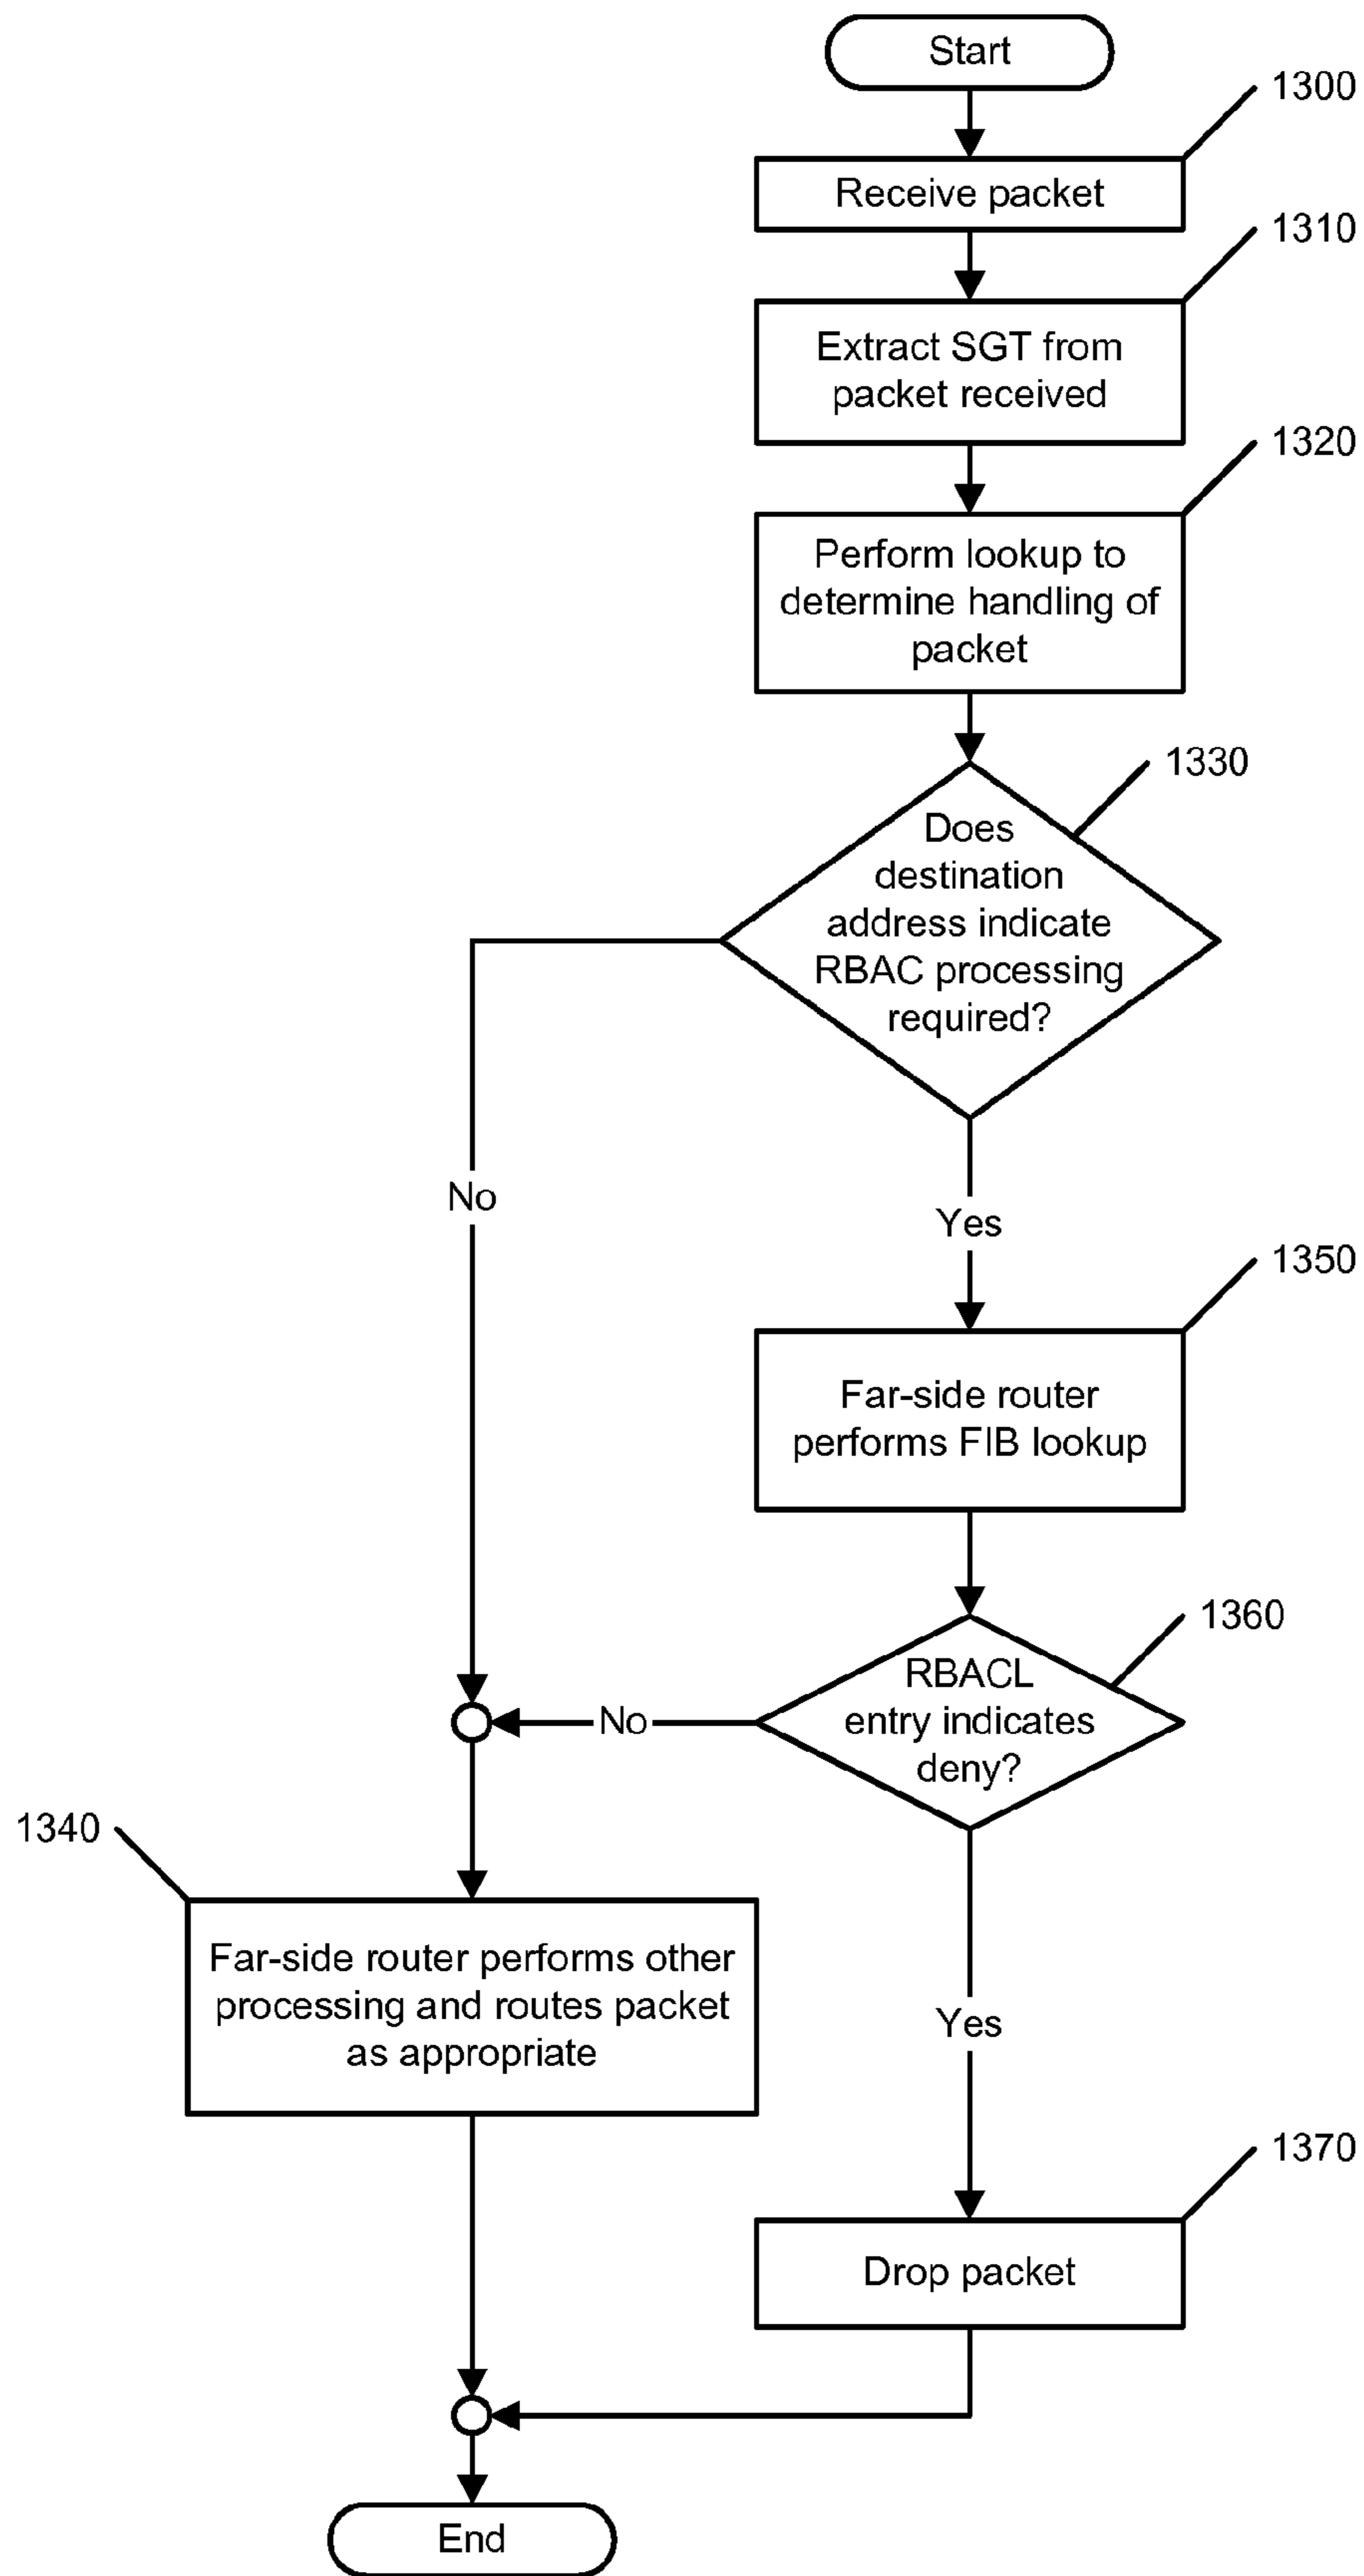 Start
1300
Receive packet
1310
Extract SGT from
packet received
1320
Perform lookup to
determine handling of
packet
1330
Does
destination
address indicate
RBAC processing
required?
No
Yes
1350
Far-side router
performs FIB lookup
1360
RBACL
entry indicates
deny?
No
1340
Far-side router performs other
processing and routes packet
as appropriate
Yes
1370
Drop packet
End